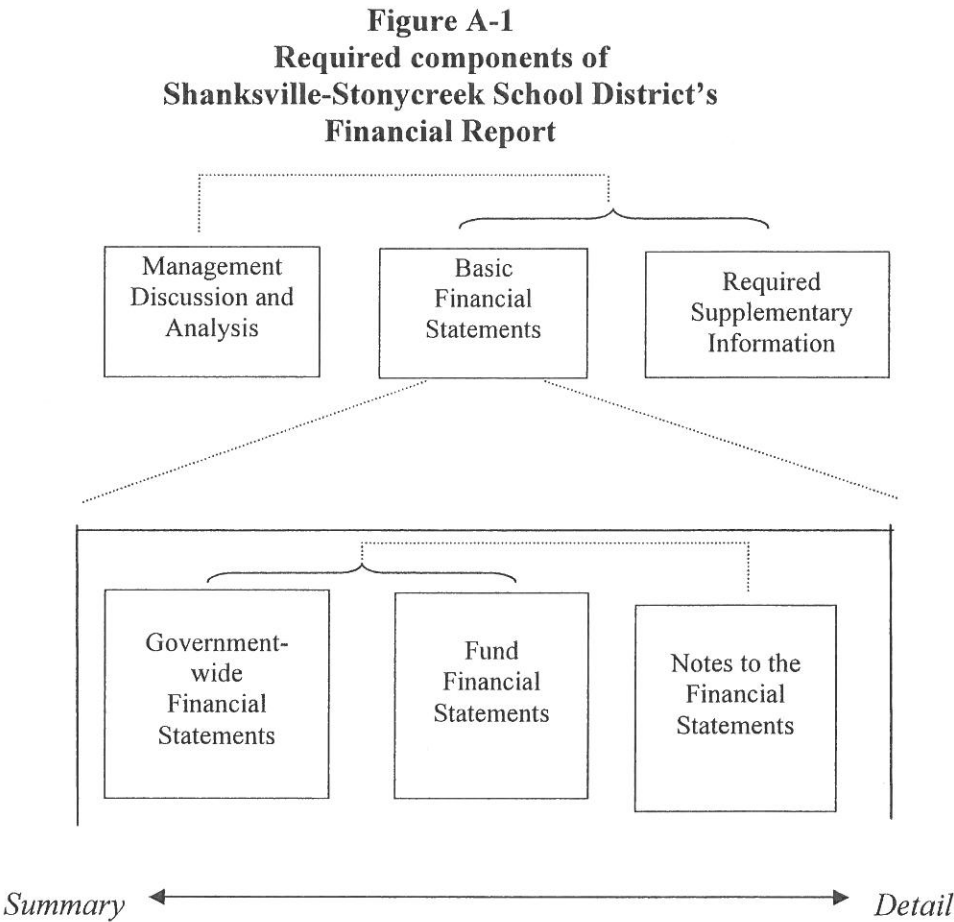 Figure A-1
Required components of
Shanksville-Stonycreek School District's
Financial Report
Management
Discussion and
Analysis
Basic
Financial
Statements
Required
Supplementary
Information
Government-
wide
Financial
Statements
Fund
Financial
Statements
Notes to the
Financial
Statements
Summary
Detail